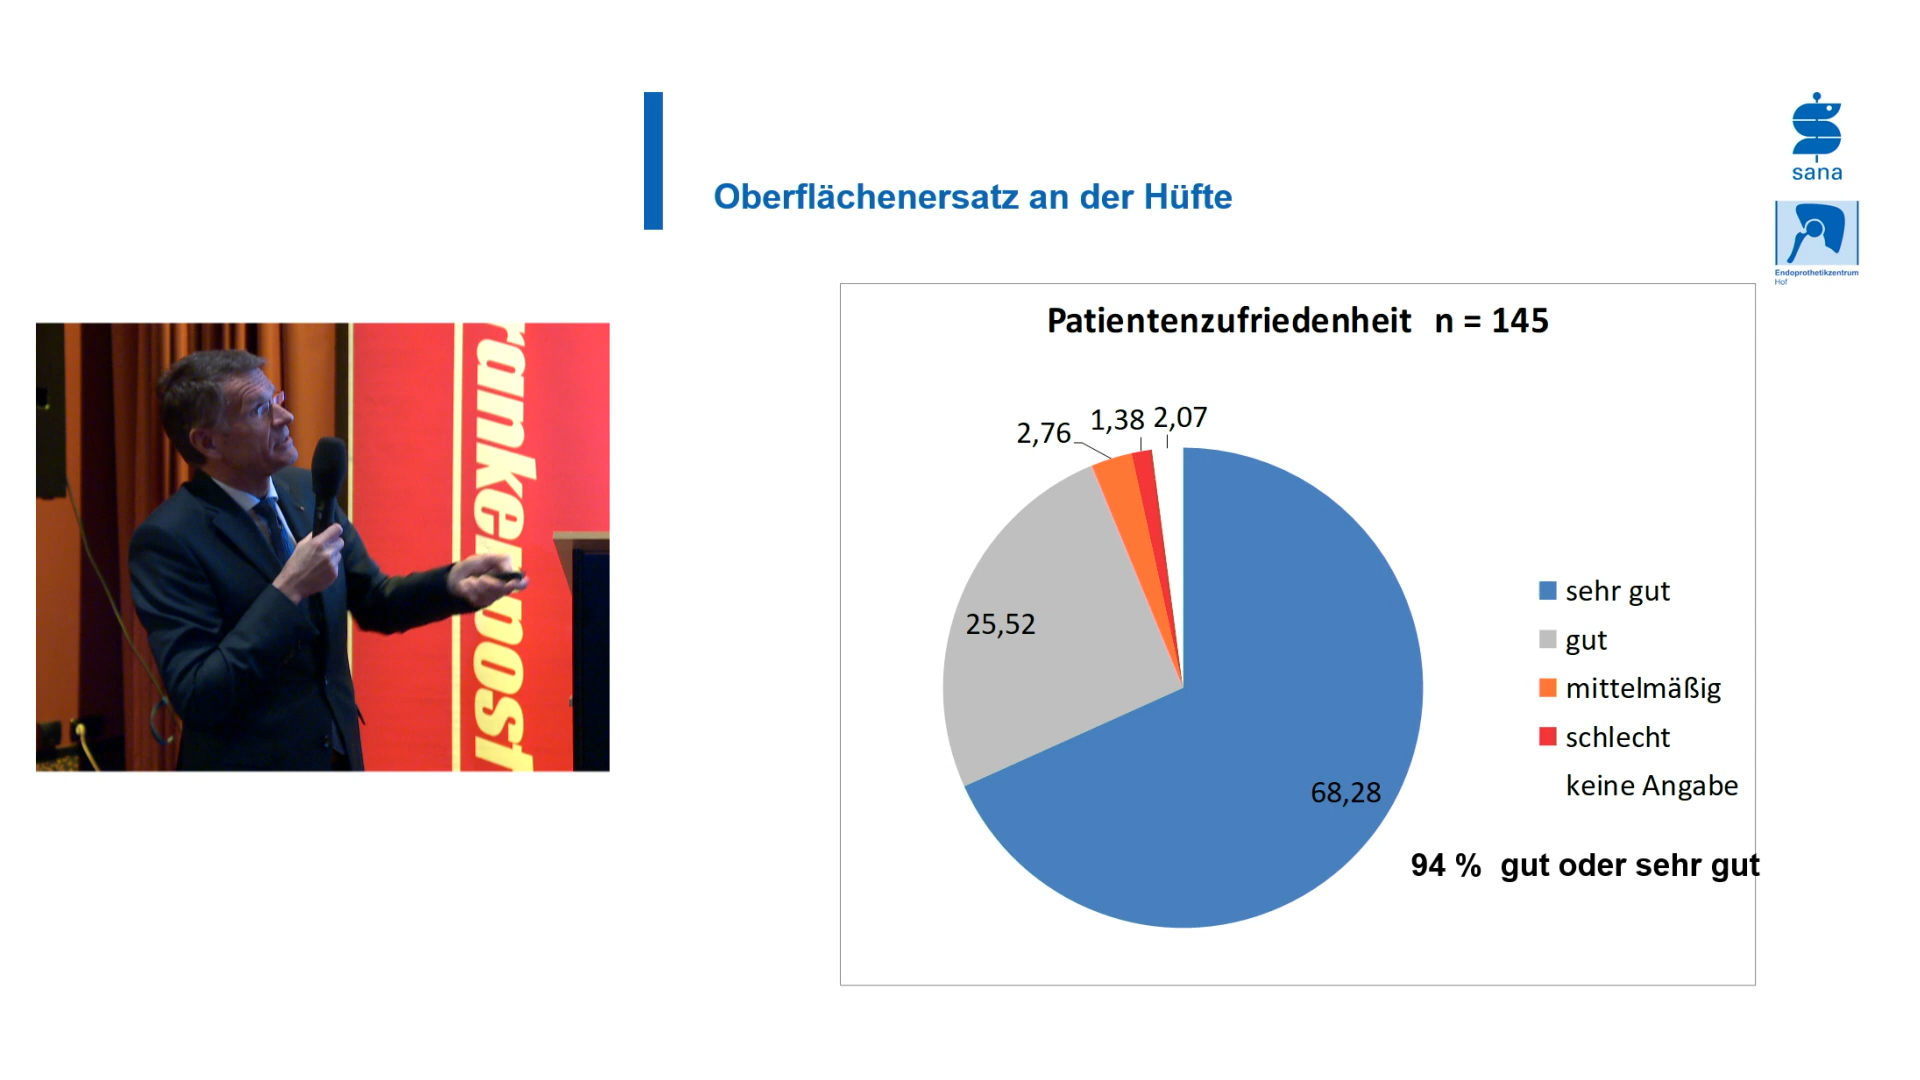 sana
Oberflächenersatz an der Hüfte
Endoprothetikzentrum
Hof
Patientenzufriedenheit n = 145
2,76
1,38
2,07
25,52
68,28
sehr gut
gut
mittelmäßig
schlecht
keine Angabe
94 % gut oder sehr gut
rankenpost